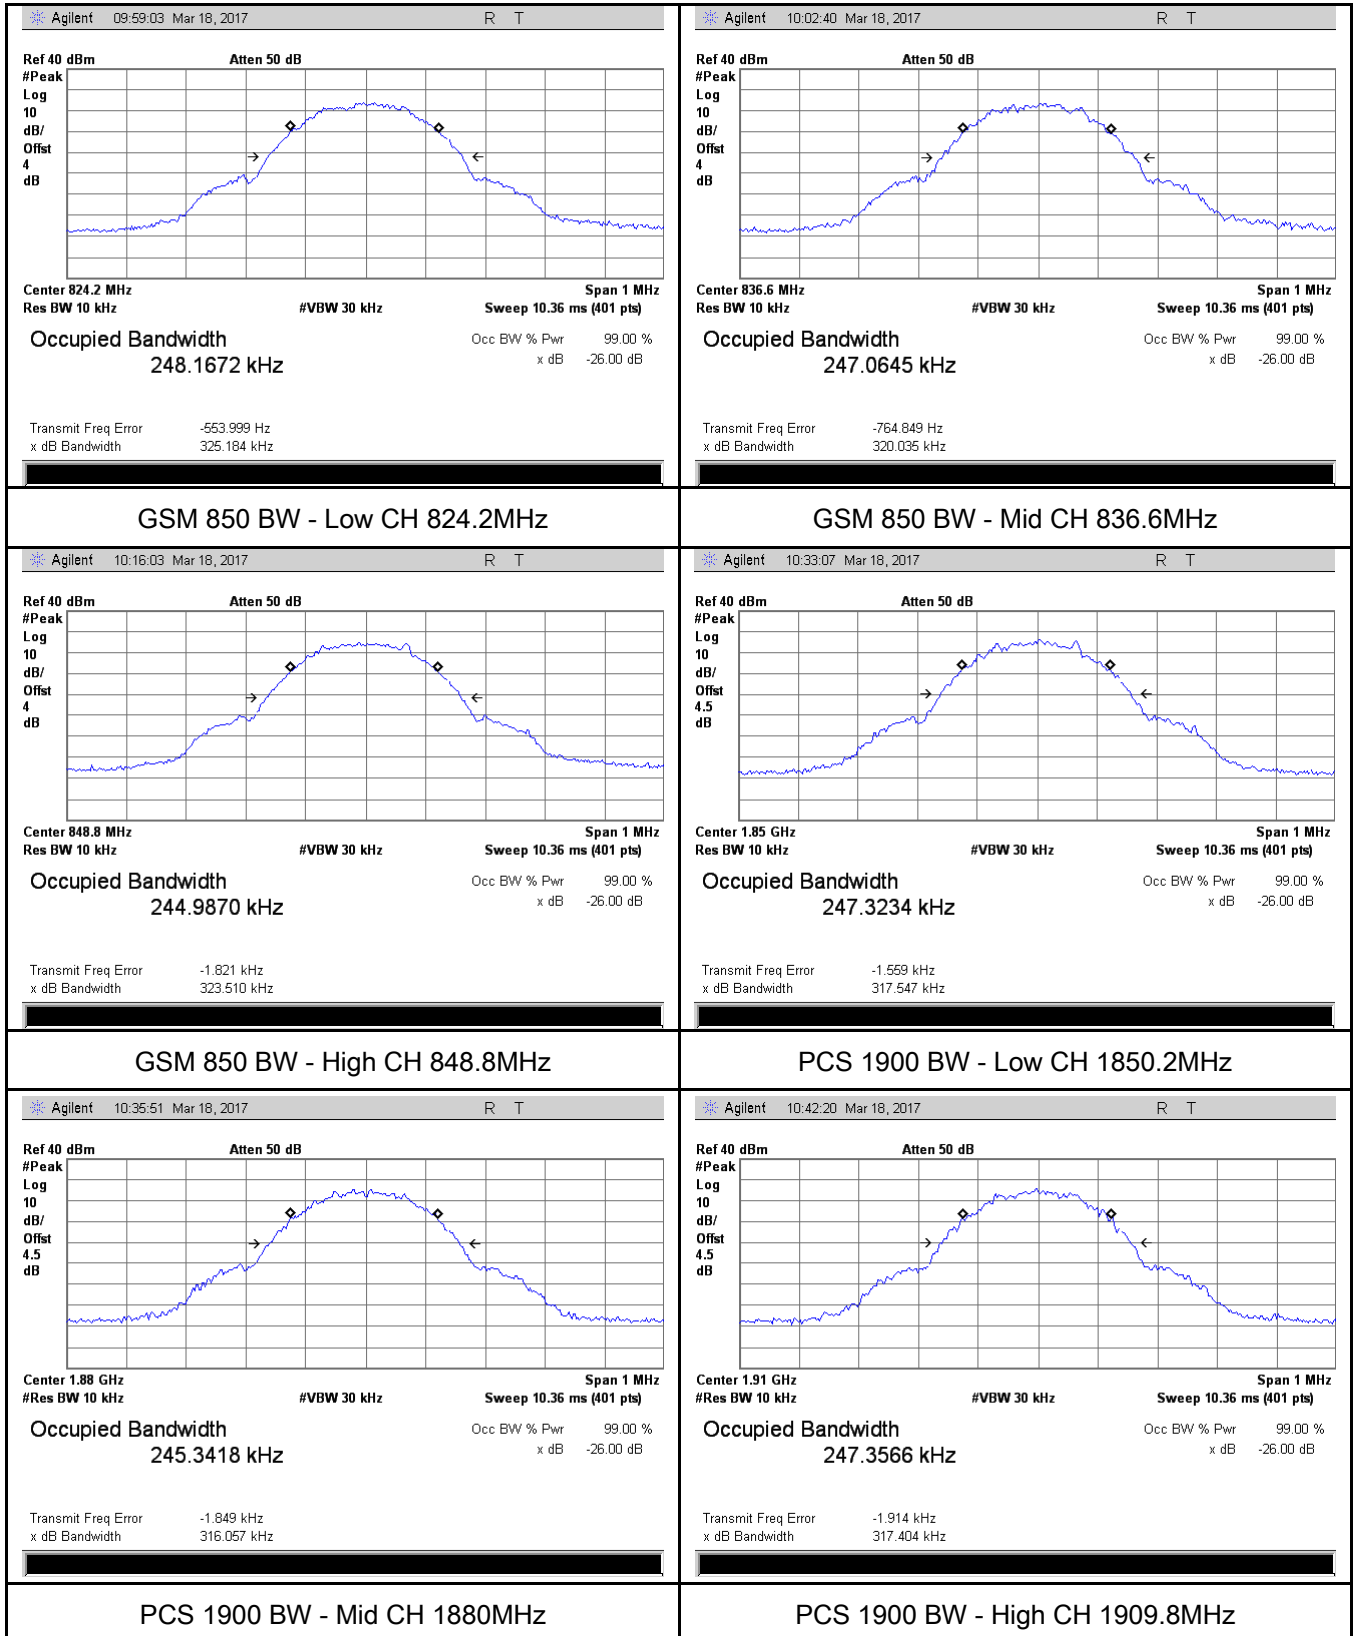 Agilent 09:59:03 Mar 18, 2017 R T
Ref 40 dBm Atten 50 dB
#Peak
Log
10
dB/
Offst
4
dB
Center 824.2 MHz Span 1 MHz
Res BW 10 kHz #VBW 30 kHz Sweep 10.36 ms (401 pts)
Occupied Bandwidth Occ BW % Pwr 99.00 %
248.1672 kHz x dB -26.00 dB
Transmit Freq Error -553.999 Hz
x dB Bandwidth 325.184 kHz
GSM 850 BW - Low CH 824.2MHz
Agilent 10:02:40 Mar 18, 2017 R T
Ref 40 dBm Atten 50 dB
#Peak
Log
10
dB/
Offst
4
dB
Center 836.6 MHz Span 1 MHz
Res BW 10 kHz #VBW 30 kHz Sweep 10.36 ms (401 pts)
Occupied Bandwidth Occ BW % Pwr 99.00 %
247.0645 kHz x dB -26.00 dB
Transmit Freq Error -764.849 Hz
x dB Bandwidth 320.035 kHz
GSM 850 BW - Mid CH 836.6MHz
Agilent 10:16:03 Mar 18, 2017 R T
Ref 40 dBm Atten 50 dB
#Peak
Log
10
dB/
Offst
4
dB
Center 848.8 MHz Span 1 MHz
Res BW 10 kHz #VBW 30 kHz Sweep 10.36 ms (401 pts)
Occupied Bandwidth Occ BW % Pwr 99.00 %
244.9870 kHz x dB -26.00 dB
Transmit Freq Error -1.821 kHz
x dB Bandwidth 323.510 kHz
GSM 850 BW - High CH 848.8MHz
Agilent 10:33:07 Mar 18, 2017 R T
Ref 40 dBm Atten 50 dB
#Peak
Log
10
dB/
Offst
4.5
dB
Center 1.85 GHz Span 1 MHz
Res BW 10 kHz #VBW 30 kHz Sweep 10.36 ms (401 pts)
Occupied Bandwidth Occ BW % Pwr 99.00 %
247.3234 kHz x dB -26.00 dB
Transmit Freq Error -1.559 kHz
x dB Bandwidth 317.547 kHz
PCS 1900 BW - Low CH 1850.2MHz
Agilent 10:35:51 Mar 18, 2017 R T
Ref 40 dBm Atten 50 dB
#Peak
Log
10
dB/
Offst
4.5
dB
Center 1.88 GHz Span 1 MHz
#Res BW 10 kHz #VBW 30 kHz Sweep 10.36 ms (401 pts)
Occupied Bandwidth Occ BW % Pwr 99.00 %
245.3418 kHz x dB -26.00 dB
Transmit Freq Error -1.849 kHz
x dB Bandwidth 316.057 kHz
PCS 1900 BW - Mid CH 1880MHz
Agilent 10:42:20 Mar 18, 2017 R T
Ref 40 dBm Atten 50 dB
#Peak
Log
10
dB/
Offst
4.5
dB
Center 1.91 GHz Span 1 MHz
#Res BW 10 kHz #VBW 30 kHz Sweep 10.36 ms (401 pts)
Occupied Bandwidth Occ BW % Pwr 99.00 %
247.3566 kHz x dB -26.00 dB
Transmit Freq Error -1.914 kHz
x dB Bandwidth 317.404 kHz
PCS 1900 BW - High CH 1909.8MHz